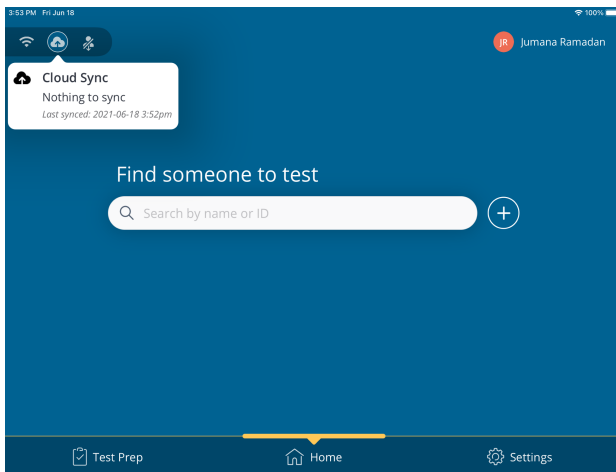 3:53 PM Fri Jun 18
100%
JR Jumana Ramadan
Cloud Sync
Nothing to sync
Last synced: 2021-06-18 3:52pm
Find someone to test
Search by name or ID
Test Prep
Home
Settings